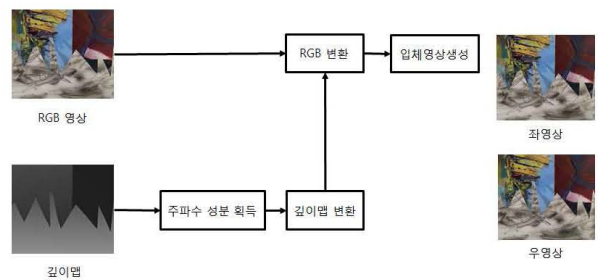 RGB 변환
입체영상생성
RGB 영상
좌영상
주파수 성분 획득
깊이맵 변환
우영상
깊이맵